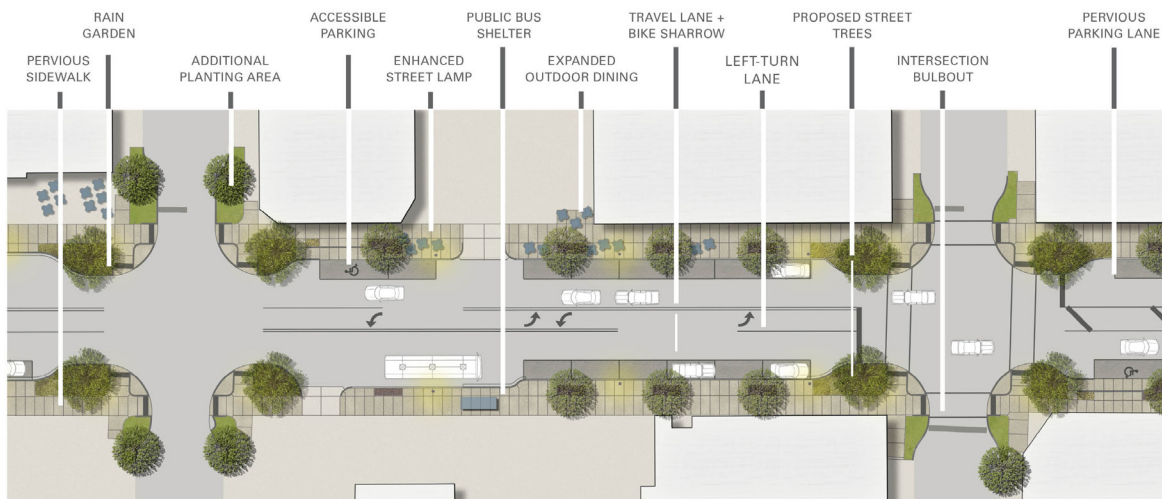 RAIN
GARDEN
ACCESSIBLE
PARKING
PUBLIC BUS
SHELTER
TRAVEL LANE +
BIKE SHARROW
PROPOSED STREET
TREES
PERVIOUS
PARKING LANE
PERVIOUS
SIDEWALK
ADDITIONAL
PLANTING AREA
ENHANCED
STREET LAMP
EXPANDED
OUTDOOR DINING
LEFT-TURN
LANE
INTERSECTION
BULBOUT